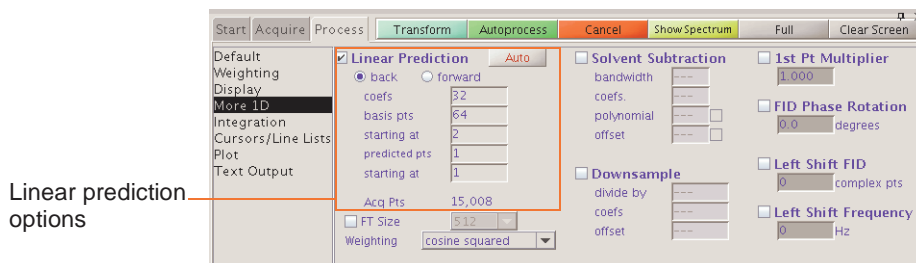 Start Acquire Process Transform Autoprocess Cancel Show Spectrum Full Clear Screen
Default
Weighting
Display
More 1D
Integration
Cursors/Line Lists
Plot
Text Output
Linear Prediction Auto
back forward
coefs 32
basis pts 64
starting at 2
predicted pts 1
starting at 1
Acq Pts 15,008
FT Size 512
Weighting cosine squared
Solvent Subtraction
bandwidth ---
coefs. ---
polynomial ---
offset ---
Downsample
divide by ---
coefs ---
offset ---
1st Pt Multiplier
1.000
FID Phase Rotation
0.0 degrees
Left Shift FID
0 complex pts
Left Shift Frequency
0 Hz
Linear prediction
options